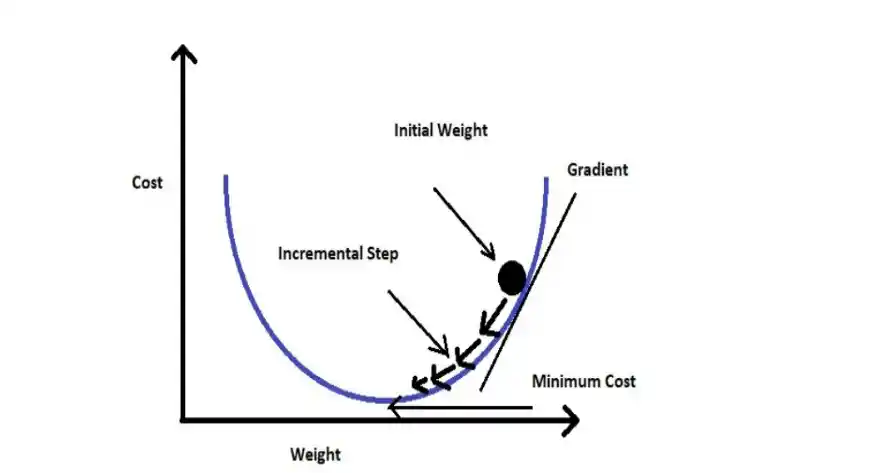 Initial Weight
Gradient
Cost
Incremental Step
Minimum Cost
Weight